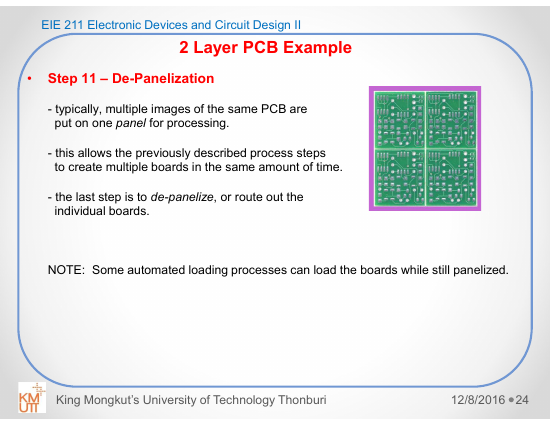 EIE 211 Electronic Devices and Circuit Design II
2 Layer PCB Example
• Step 11 – De-Panelization
- typically, multiple images of the same PCB are
put on one panel for processing.
- this allows the previously described process steps
to create multiple boards in the same amount of time.
- the last step is to de-panelize, or route out the
individual boards.
NOTE: Some automated loading processes can load the boards while still panelized.
KM
UTT
King Mongkut's University of Technology Thonburi
12/8/2016 ●24